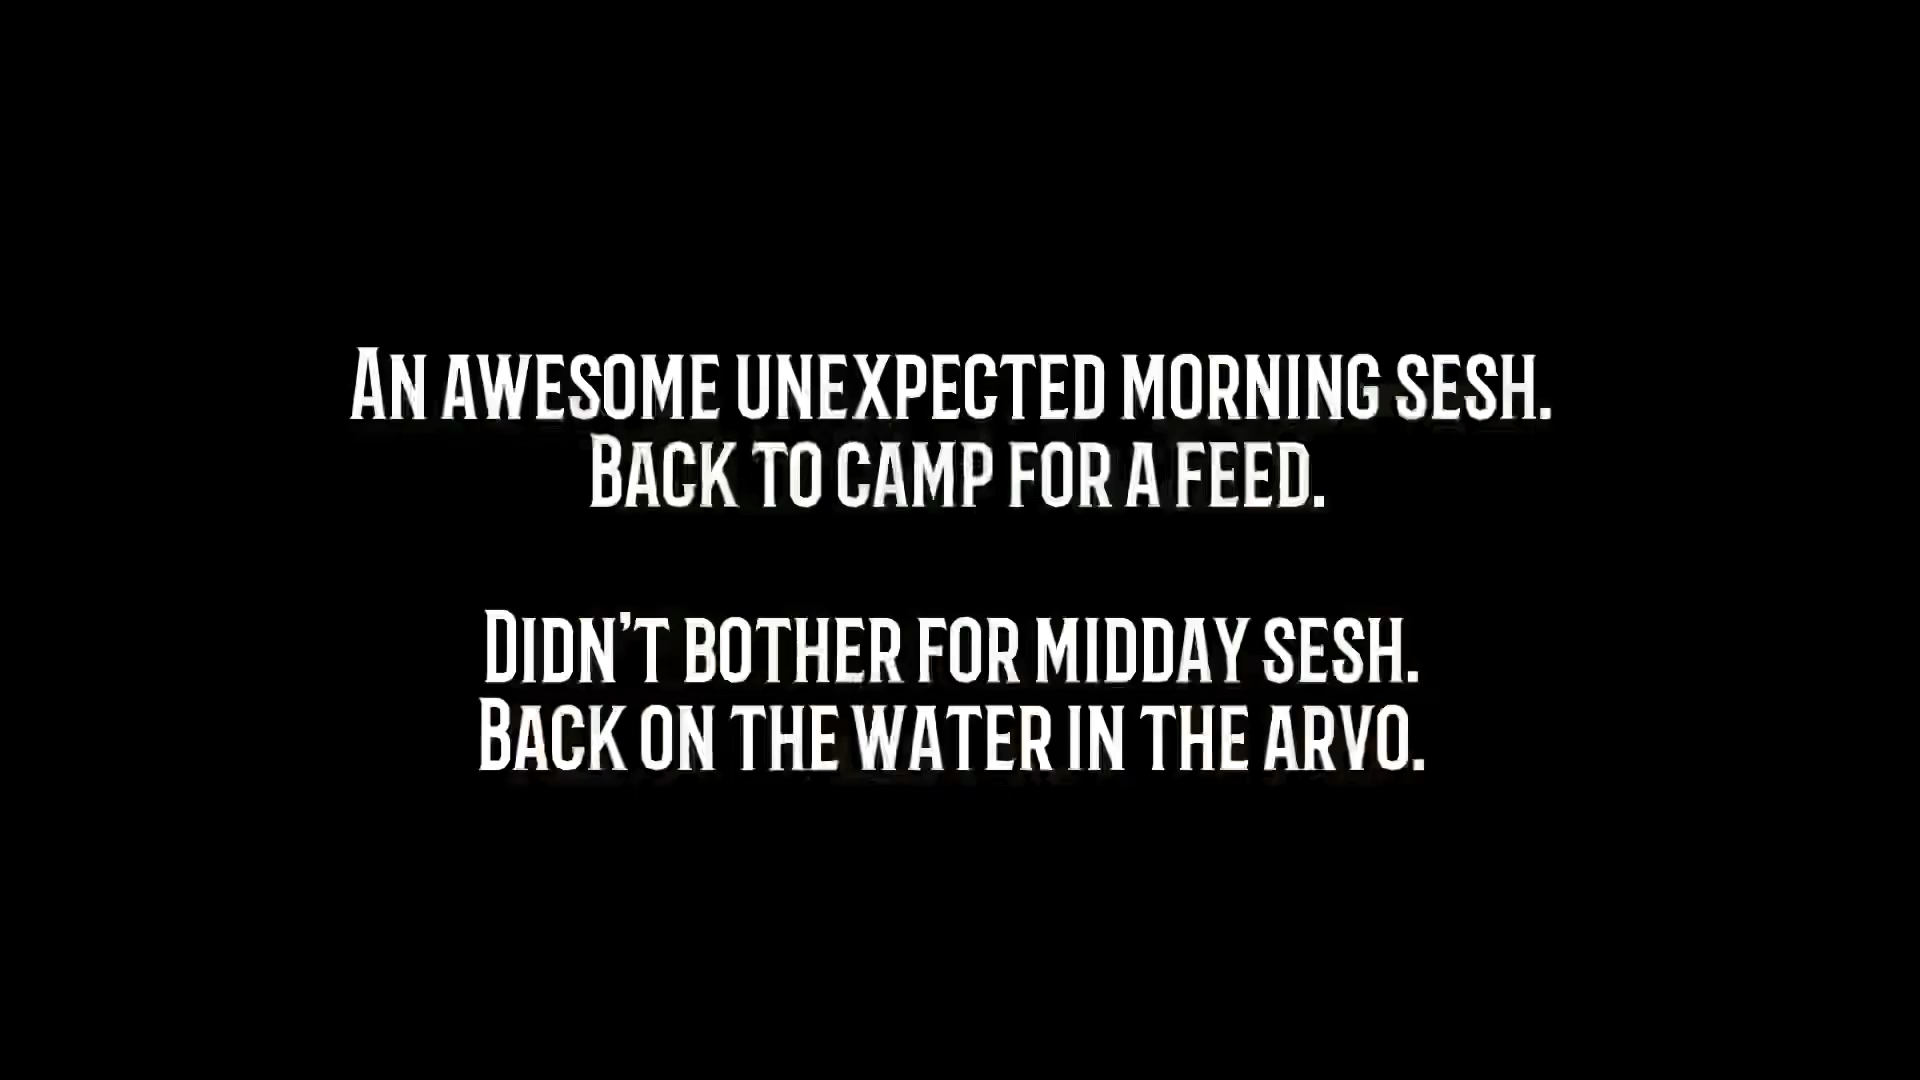 An awesome unexpected morning sesh.
Back to camp for a feed.
Didn't bother for midday sesh.
Back on the water in the arvo.